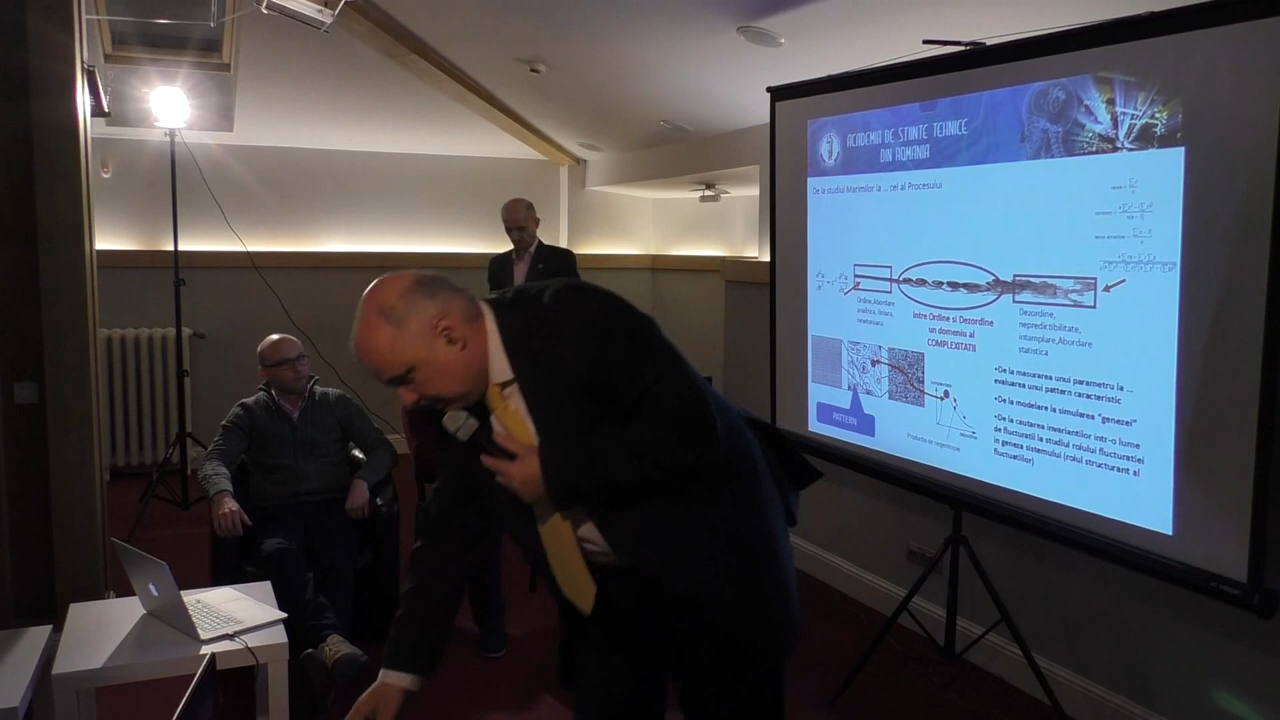 ACADEMIA DE STIINTE TEHNICE
DIN ROMANIA
De la studiul Marimilor la ... cel al Procesului
Ordine,Abordare
analitica, liniara,
newtoniana
intre Ordine si Dezordine
un domeniu al
COMPLEXITATII
Dezordine,
nepredictibilitate,
intamplare,Abordare
statistica
PATTERN
•De la masurarea unui parametru la ...
evaluarea unui pattern caracteristic
•De la modelare la simularea "genezei"
•De la cautarea invariantilor intr-o lume
de fluctuatii la studiul rolului fluctuatiei
in geneza sistemului (rolul structurant al
fluctuatiilor)